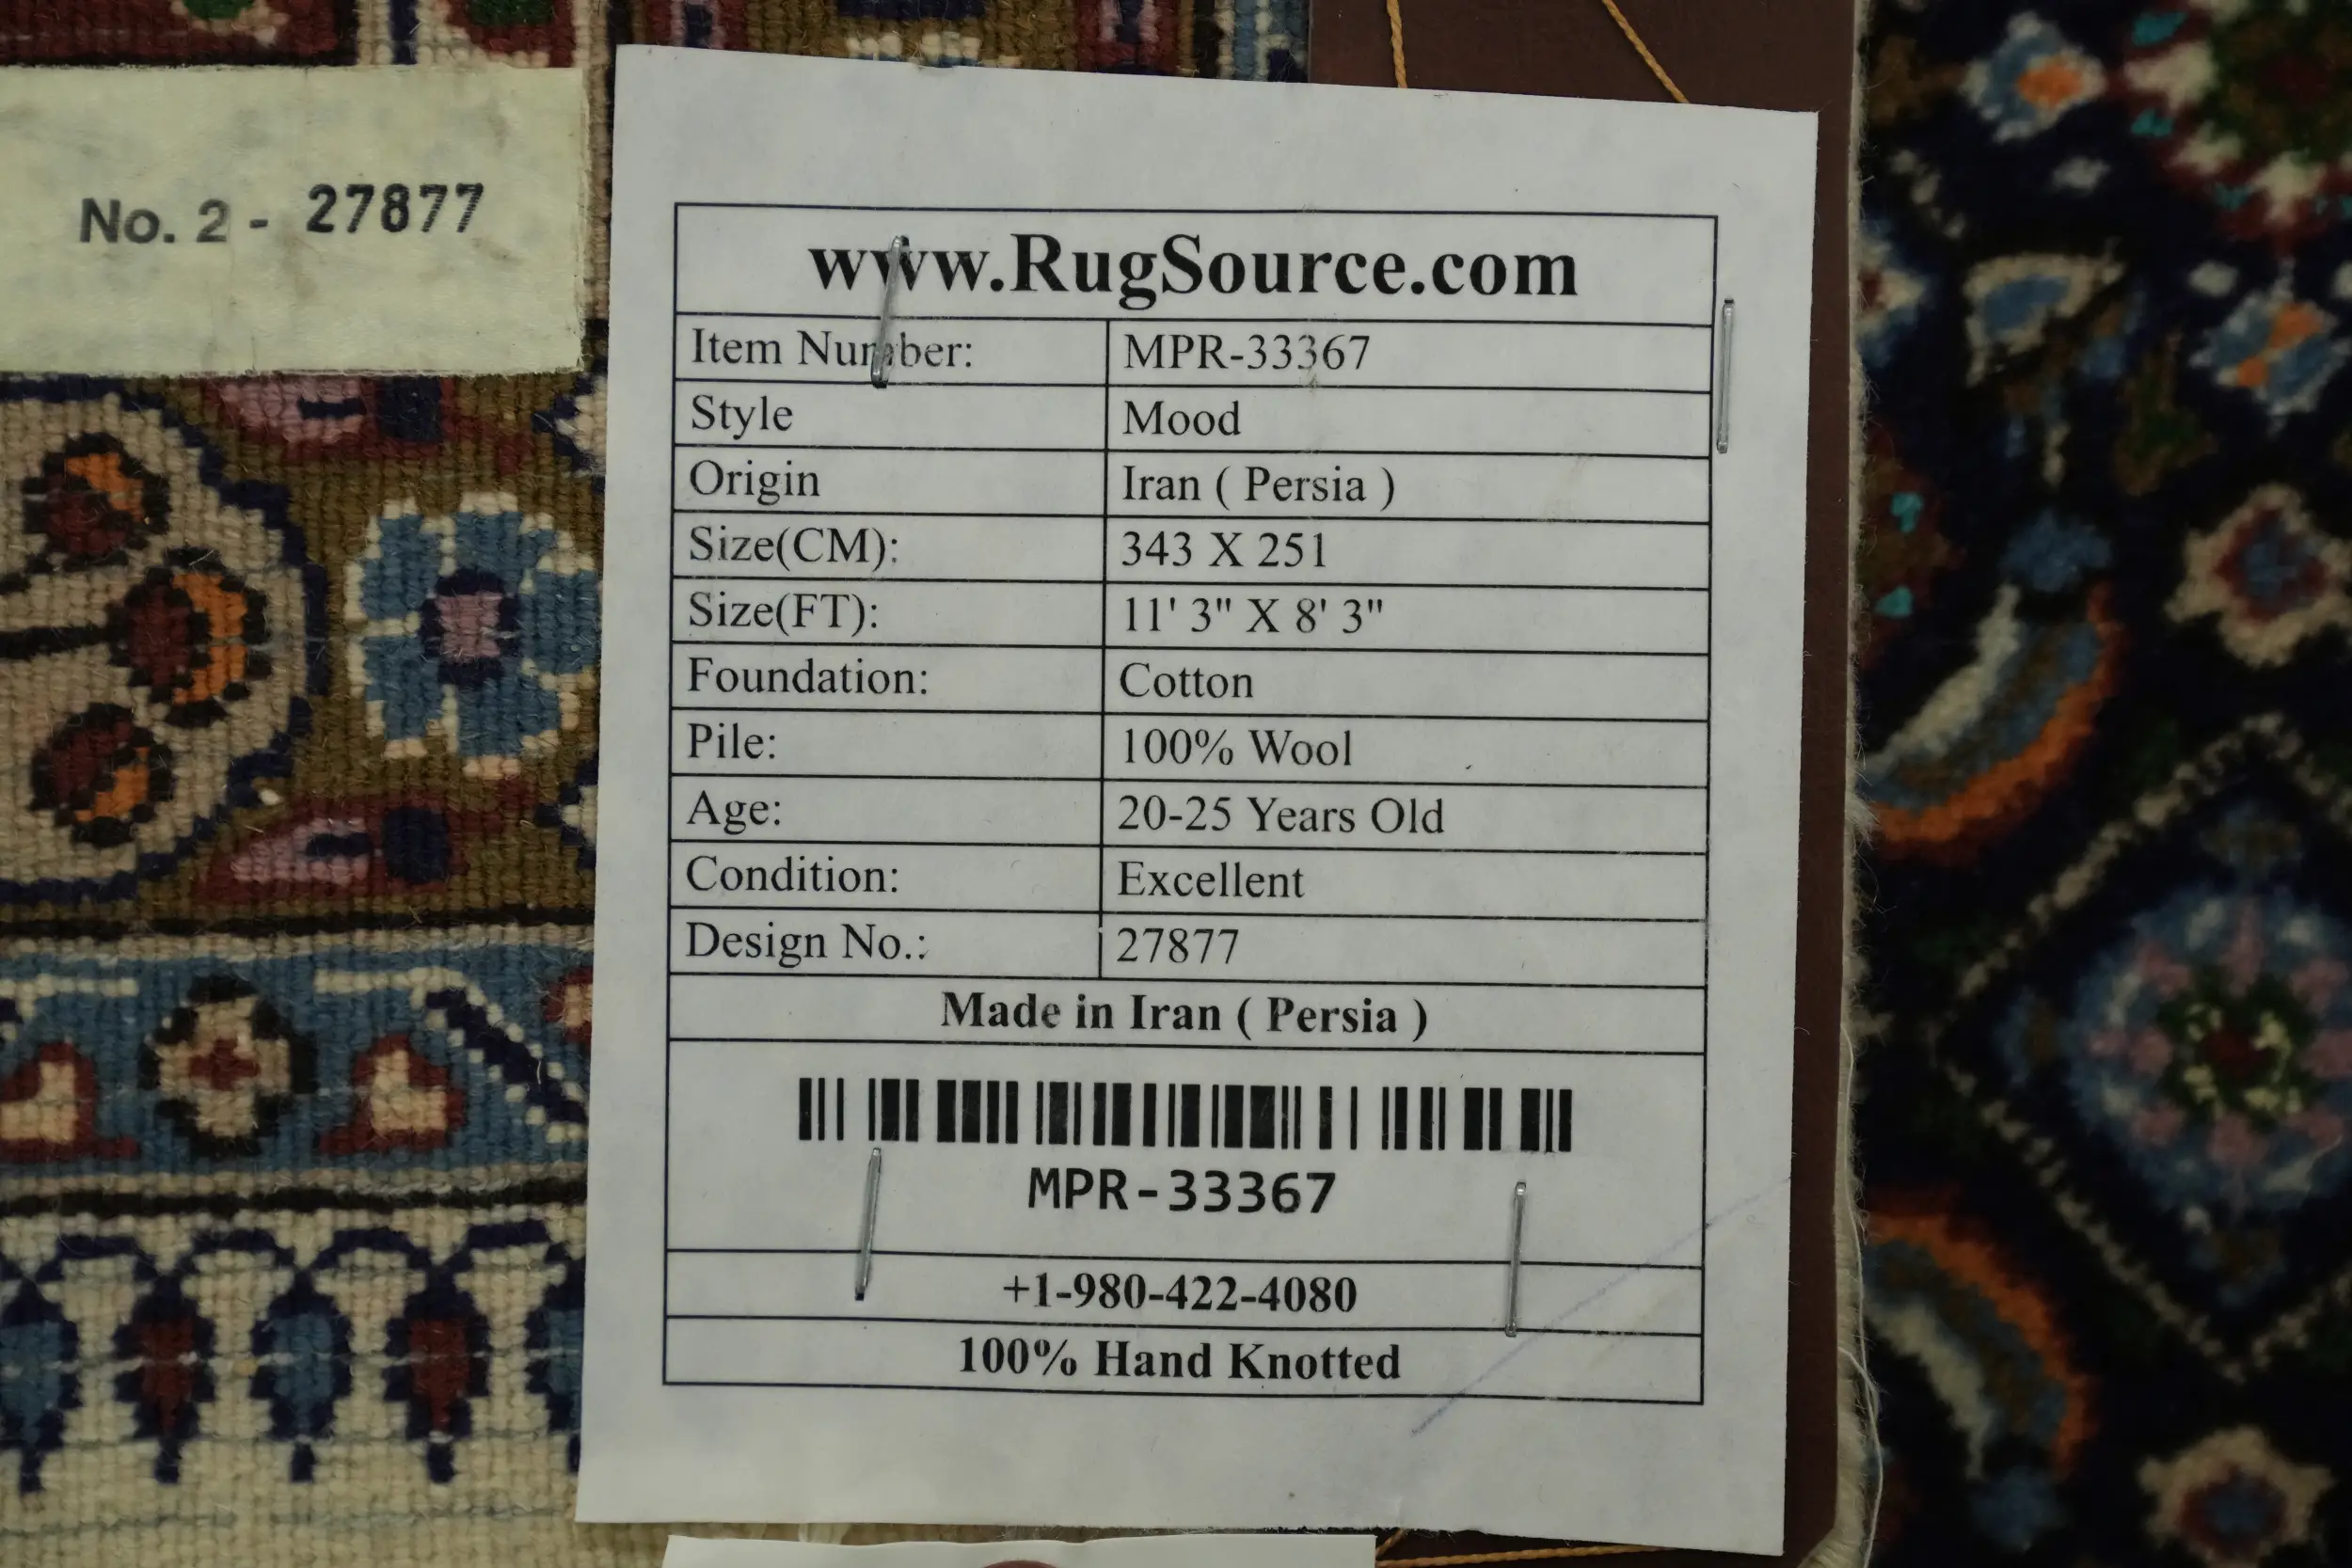 No. 2 - 27877
www.RugSource.com
Item Number: MPR-33367
Style Mood
Origin Iran ( Persia )
Size(CM): 343 X 251
Size(FT): 11' 3" X 8' 3"
Foundation: Cotton
Pile: 100% Wool
Age: 20-25 Years Old
Condition: Excellent
Design No.: 27877
Made in Iran ( Persia )
MPR-33367
+1-980-422-4080
100% Hand Knotted